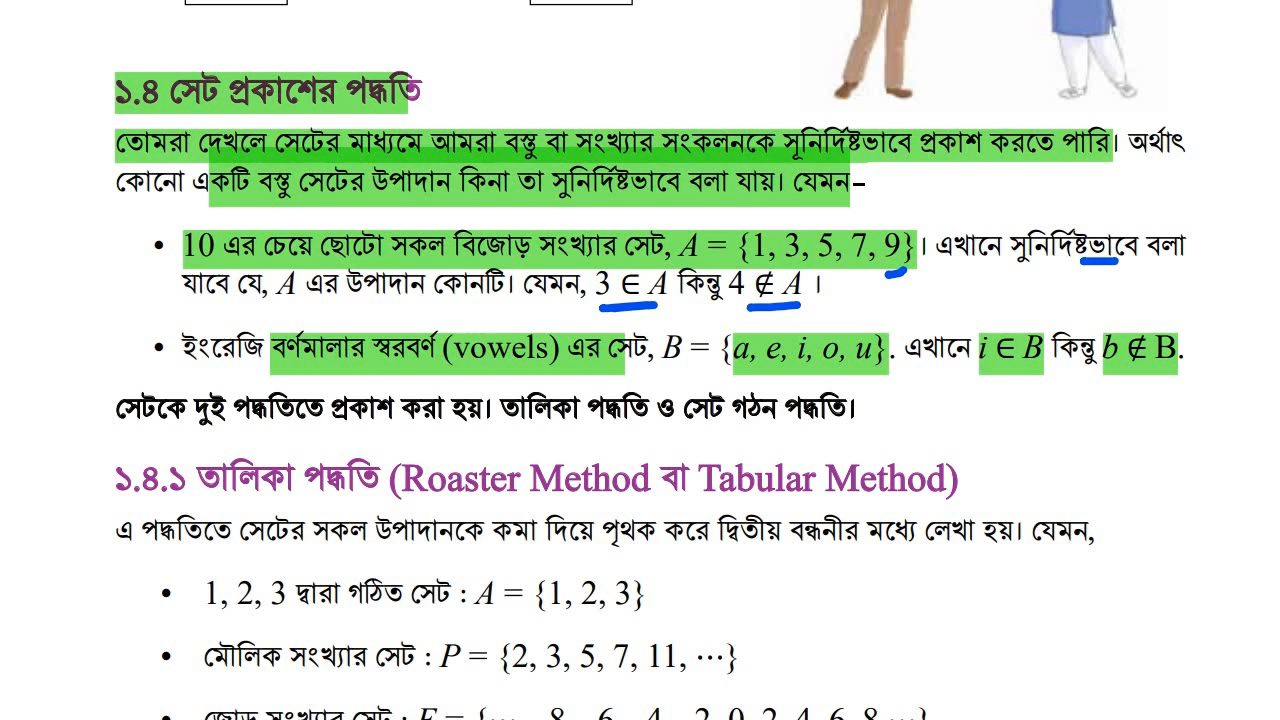 ১.৪ সেট প্রকাশের পদ্ধতি
তোমরা দেখলে সেটের মাধ্যমে আমরা বস্তু বা সংখ্যার সংকলনকে সূনির্দিষ্টভাবে প্রকাশ করতে পারি। অর্থাৎ
কোনো একটি বস্তু সেটের উপাদান কিনা তা সুনির্দিষ্টভাবে বলা যায়। যেমন–
• 10 এর চেয়ে ছোটো সকল বিজোড় সংখ্যার সেট, A = {1, 3, 5, 7, 9}। এখানে সুনির্দিষ্টভাবে বলা
যাবে যে, A এর উপাদান কোনটি। যেমন, 3 ∈ A কিন্তু 4 ∉ A ।
• ইংরেজি বর্ণমালার স্বরবর্ণ (vowels) এর সেট, B = {a, e, i, o, u}. এখানে i ∈ B কিন্তু b ∉ B.
সেটকে দুই পদ্ধতিতে প্রকাশ করা হয়। তালিকা পদ্ধতি ও সেট গঠন পদ্ধতি।
১.৪.১ তালিকা পদ্ধতি (Roaster Method বা Tabular Method)
এ পদ্ধতিতে সেটের সকল উপাদানকে কমা দিয়ে পৃথক করে দ্বিতীয় বন্ধনীর মধ্যে লেখা হয়। যেমন,
• 1, 2, 3 দ্বারা গঠিত সেট : A = {1, 2, 3}
• মৌলিক সংখ্যার সেট : P = {2, 3, 5, 7, 11, ⋯}
• জোড় সংখ্যার সেট :